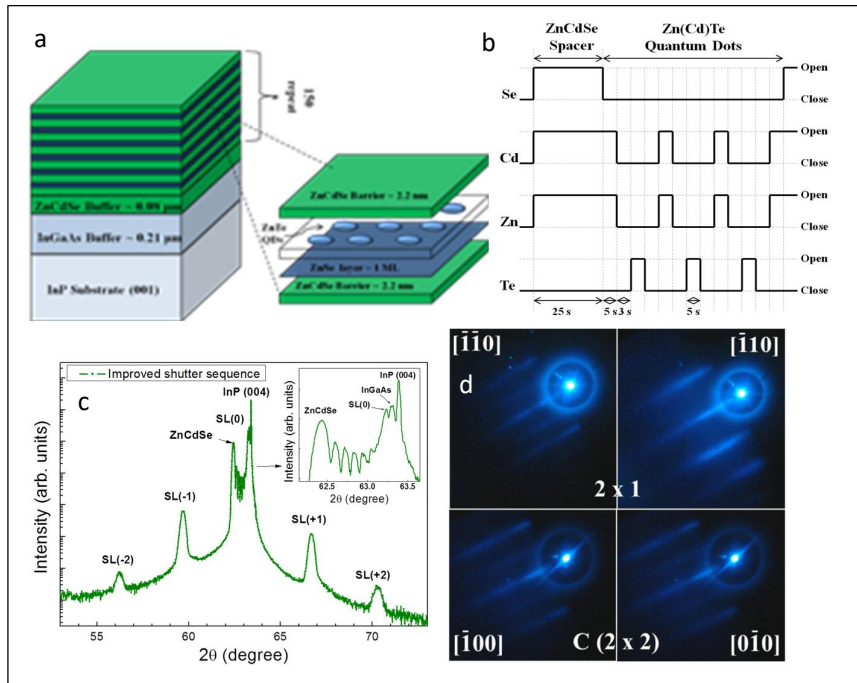 a
150
repeat
ZnCdSe Buffer ~ 0.08 µm
InGaAs Buffer ~ 0.21 µm
InP Substrate (001)
ZnCdSe Barrier ~ 2.2 nm
ZnTe
QDs
ZnSe layer ~ 1 ML
ZnCdSe Barrier ~ 2.2 nm
b
ZnCdSe
Spacer
Zn(Cd)Te
Quantum Dots
Se
Open
Close
Cd
Open
Close
Zn
Open
Close
Te
Open
Close
25 s
5 s
3 s
5 s
c
Improved shutter sequence
InP (004)
SL(0)
ZnCdSe
SL(-1)
SL(-2)
SL(+1)
SL(+2)
Intensity (arb. units)
55
60
65
70
2θ (degree)
InP (004)
InGaAs
SL(0)
ZnCdSe
Intensity (arb. units)
62.5
63.0
63.5
2θ (degree)
d
[1̄1̄0]
[1̄10]
2 x 1
[1̄00]
C (2 x 2)
[01̄0]